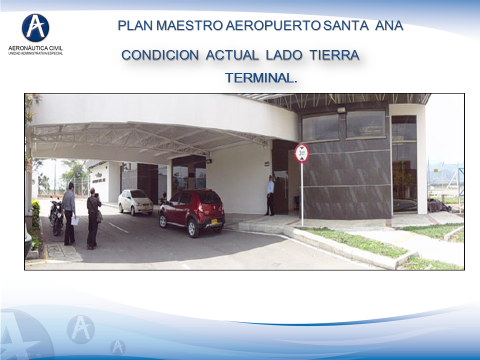 PLAN MAESTRO AEROPUERTO SANTA ANA
AERONÁUTICA CIVIL
UNIDAD ADMINISTRATIVA ESPECIAL
CONDICION ACTUAL LADO TIERRA
TERMINAL.